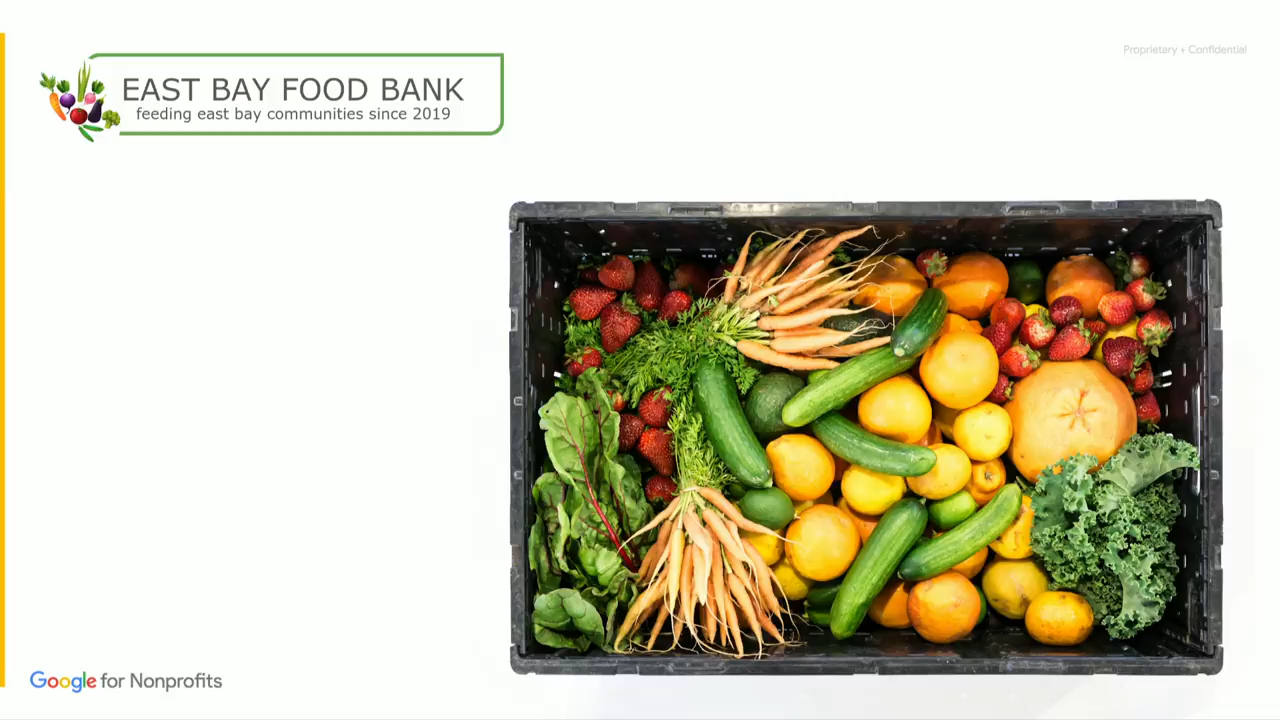 Proprietary + Confidential
EAST BAY FOOD BANK
feeding east bay communities since 2019
Google for Nonprofits